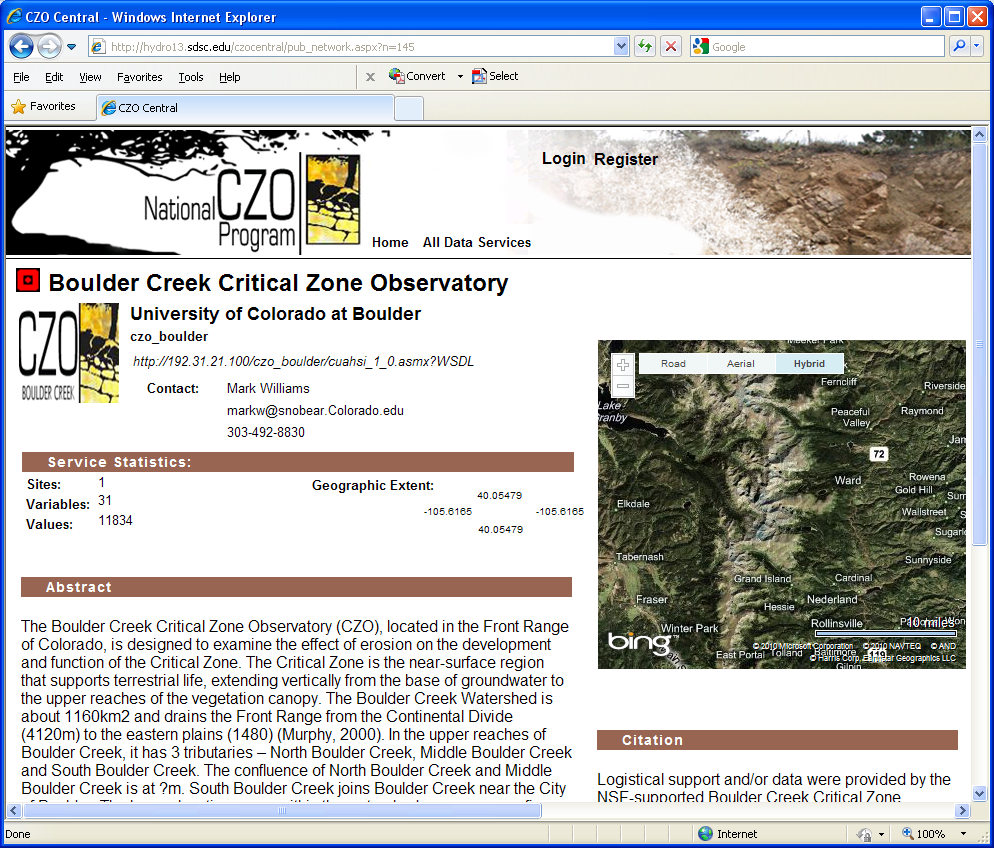 CZO Central - Windows Internet Explorer
http://hydro13.sdsc.edu/czocentral/pub_network.aspx?n=145
Google
File Edit View Favorites Tools Help
x Convert Select
Favorites CZO Central
Login Register
National CZO
Program
Home All Data Services
Boulder Creek Critical Zone Observatory
CZO
BOULDER CREEK
University of Colorado at Boulder
czo_boulder
http://192.31.21.100/czo_boulder/cuahsi_1_0.asmx?WSDL
Contact: Mark Williams
markw@snobear.Colorado.edu
303-492-8830
Service Statistics:
Sites: 1
Variables: 31
Values: 11834
Geographic Extent:
40.05479
-105.6165 -105.6165
40.05479
Abstract
The Boulder Creek Critical Zone Observatory (CZO), located in the Front Range
of Colorado, is designed to examine the effect of erosion on the development
and function of the Critical Zone. The Critical Zone is the near-surface region
that supports terrestrial life, extending vertically from the base of groundwater to
the upper reaches of the vegetation canopy. The Boulder Creek Watershed is
about 1160km2 and drains the Front Range from the Continental Divide
(4120m) to the eastern plains (1480) (Murphy, 2000). In the upper reaches of
Boulder Creek, it has 3 tributaries – North Boulder Creek, Middle Boulder Creek
and South Boulder Creek. The confluence of North Boulder Creek and Middle
Boulder Creek is at ?m. South Boulder Creek joins Boulder Creek near the City
Meeker Park
Road Aerial Hybrid
Ferncliff
Riverside
Lake
Granby
Peaceful
Valley
Raymond
Jam
72
Ward
Rowena
Gold Hill
Sum
Elkdale
Wallstreet
S
Sugarl
Tabernash
Sunnyside
Grand Island
Cardinal
Fraser
Nederland
Hessie
Rollinsville
10 miles
bing™
Winter Park
East Portal
Tolland
Baltimore
119
Gilpin
© 2010 Microsoft Corporation © 2010 NAVTEQ © AND
© Harris Corp, Earthstar Geographics LLC
Citation
Logistical support and/or data were provided by the
NSF-supported Boulder Creek Critical Zone
Done Internet 100%